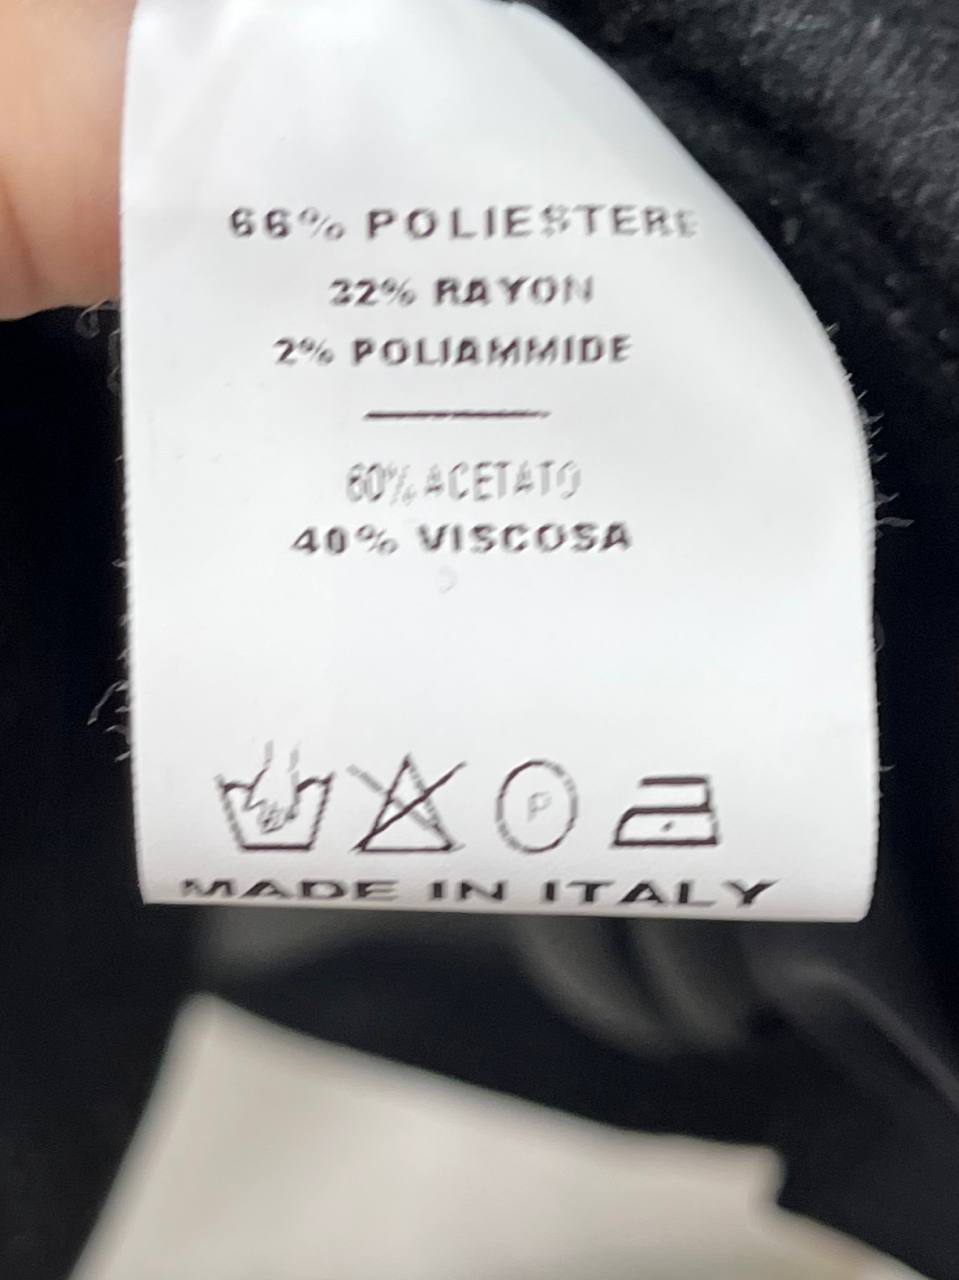 66% POLIESTERE
32% RAYON
2% POLIAMMIDE
60% ACETATO
40% VISCOSA
P
MADE IN ITALY